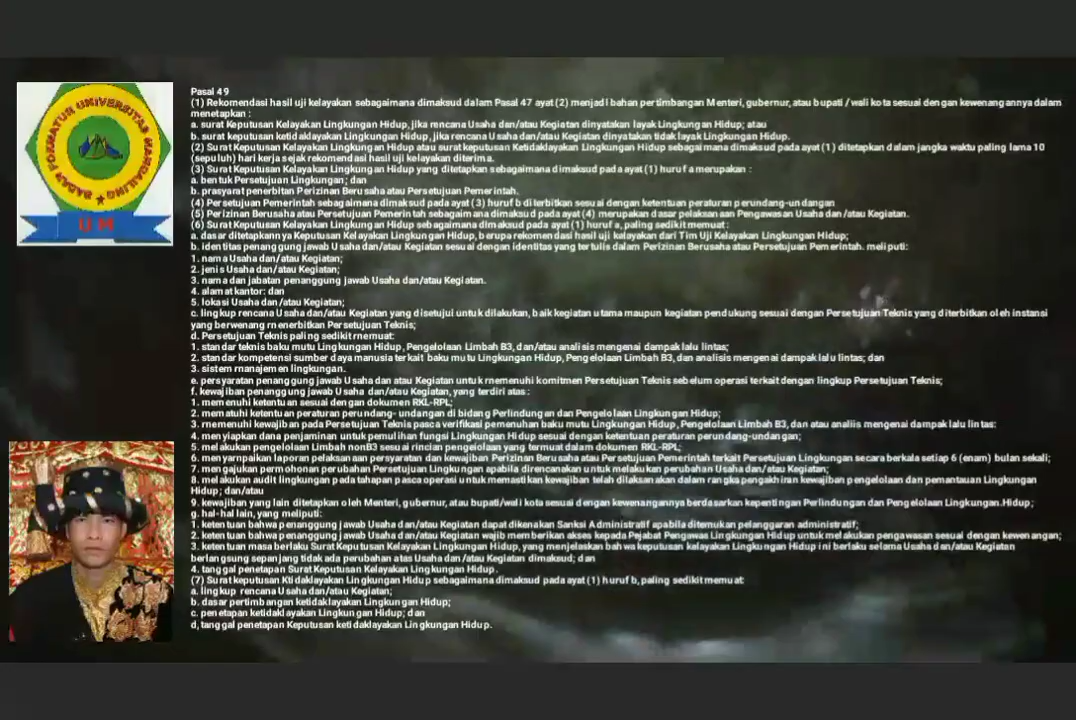 BADAN FORMATUR UNIVERSITAS MANDAILING
U M
Pasal 49
(1) Rekomendasi hasil uji kelayakan sebagaimana dimaksud dalam Pasal 47 ayat (2) menjadi bahan pertimbangan Menteri, gubernur, atau bupati / wali kota sesuai dengan kewenangannya dalam
menetapkan :
a. surat Keputusan Kelayakan Lingkungan Hidup, jika rencana Usaha dan/atau Kegiatan dinyatakan layak Lingkungan Hidup; atau
b. surat keputusan ketidaklayakan Lingkungan Hidup, jika rencana Usaha dan/atau Kegiatan dinyatakan tidak layak Lingkungan Hidup.
(2) Surat Keputusan Kelayakan Lingkungan Hidup atau surat keputusan Ketidaklayakan Lingkungan Hidup sebagaimana dimaksud pada ayat (1) ditetapkan dalam jangka waktu paling lama 10
(sepuluh) hari kerja sejak rekomendasi hasil uji kelayakan diterima.
(3) Surat Keputusan Kelayakan Lingkungan Hidup yang ditetapkan sebagaimana dimaksud pada ayat (1) huruf a merupakan :
a. bentuk Persetujuan Lingkungan; dan
b. prasyarat penerbitan Perizinan Berusaha atau Persetujuan Pemerintah.
(4) Persetujuan Pemerintah sebagaimana dimaksud pada ayat (3) huruf b diterbitkan sesuai dengan ketentuan peraturan perundang-undangan
(5) Perizinan Berusaha atau Persetujuan Pemerintah sebagaimana dimaksud pada ayat (4) merupakan dasar pelaksanaan Pengawasan Usaha dan/atau Kegiatan.
(6) Surat Keputusan Kelayakan Lingkungan Hidup sebagaimana dimaksud pada ayat (1) huruf a, paling sedikit memuat:
a. dasar ditetapkannya Keputusan Kelayakan Lingkungan Hidup, berupa rekomendasi hasil uji kelayakan dari Tim Uji Kelayakan Lingkungan Hidup;
b. identitas penanggung jawab Usaha dan/atau Kegiatan sesuai dengan identitas yang tertulis dalam Perizinan Berusaha atau Persetujuan Pemerintah. meliputi:
1. nama Usaha dan/atau Kegiatan;
2. jenis Usaha dan/atau Kegiatan;
3. nama dan jabatan penanggung jawab Usaha dan/atau Kegiatan.
4. alamat kantor: dan
5. lokasi Usaha dan/atau Kegiatan;
c. lingkup rencana Usaha dan/atau Kegiatan yang disetujui untuk dilakukan, baik kegiatan utama maupun kegiatan pendukung sesuai dengan Persetujuan Teknis yang diterbitkan oleh instansi
yang berwenang rnenerbitkan Persetujuan Teknis;
d. Persetujuan Teknis paling sedikit rnemuat:
1. standar teknis baku mutu Lingkungan Hidup, Pengelolaan Limbah B3, dan/atau analisis mengenai dampak lalu lintas;
2. standar kompetensi sumber daya manusia terkait baku mutu Lingkungan Hidup, Pengelolaan Limbah B3, dan analisis mengenai dampak lalu lintas; dan
3. sistem rnanajemen lingkungan.
e. persyaratan penanggung jawab Usaha dan atau Kegiatan untuk rnemenuhi komitmen Persetujuan Teknis sebelum operasi terkait dengan lingkup Persetujuan Teknis;
f. kewajiban penanggung jawab Usaha dan/atau Kegiatan, yang terdiri atas :
1. memenuhi ketentuan sesuai dengan dokumen RKL-RPL;
2. mematuhi ketentuan peraturan perundang- undangan di bidang Perlindungan dan Pengelolaan Lingkungan Hidup;
3. rnemenuhi kewajiban pada Persetujuan Teknis pasca verifikasi pemenuhan baku mutu Lingkungan Hidup, Pengelolaan Limbah B3, dan atau analiis mengenai dampak lalu lintas:
4. menyiapkan dana penjaminan untuk pemulihan fungsi Lingkungan Hidup sesuai dengan ketentuan peraturan perundang-undangan;
5. melakukan pengelolaan Limbah nonB3 sesuai rincian pengeiolaan yang termuat dalam dokumen RKL-RPL;
6. menyarnpaikan laporan pelaksanaan persyaratan dan kewajiban Perizinan Berusaha atau Persetujuan Pemerintah terkait Persetujuan Lingkungan secara berkala setiap 6 (enam) bulan sekali;
7. mengajukan permohonan perubahan Persetujuan Lingkungan apabila direncanakan untuk melakukan perubahan Usaha dan/atau Kegiatan;
8. melakukan audit lingkungan pada tahapan pasca operasi untuk memastikan kewajiban telah dilaksanakan dalam rangka pengakhiran kewajiban pengelolaan dan pemantauan Lingkungan
Hidup; dan/atau
9. kewajiban yang lain ditetapkan oleh Menteri, gubernur, atau bupati/wali kota sesuai dengan kewenangannya berdasarkan kepentingan Perlindungan dan Pengelolaan Lingkungan.Hidup;
g. hal-hal lain, yang meliputi:
1. ketentuan bahwa penanggung jawab Usaha dan/atau Kegiatan dapat dikenakan Sanksi Administratif apabila ditemukan pelanggaran administratif;
2. ketentuan bahwa penanggung jawab Usaha dan/atau Kegiatan wajib memberikan akses kepada Pejabat Pengawas Lingkungan Hidup untuk melakukan pengawasan sesuai dengan kewenangan;
3. ketentuan masa berlaku Surat Keputusan Kelayakan Lingkungan Hidup, yang menjelaskan bahwa keputusan kelayakan Lingkungan Hidup ini berlaku selama Usaha dan/atau Kegiatan
berlangsung sepanjang tidak ada perubahan atas Usaha dan/atau Kegiatan dimaksud; dan
4. tanggal penetapan Surat Keputusan Kelayakan Lingkungan Hidup.
(7) Surat keputusan Ktidaklayakan Lingkungan Hidup sebagaimana dimaksud pada ayat (1) huruf b, paling sedikit memuat:
a. lingkup rencana Usaha dan/atau Kegiatan;
b. dasar pertimbangan ketidaklayakan Lingkungan Hidup;
c. penetapan ketidaklayakan Lingkungan Hidup; dan
d, tanggal penetapan Keputusan ketidaklayakan Lingkungan Hidup.